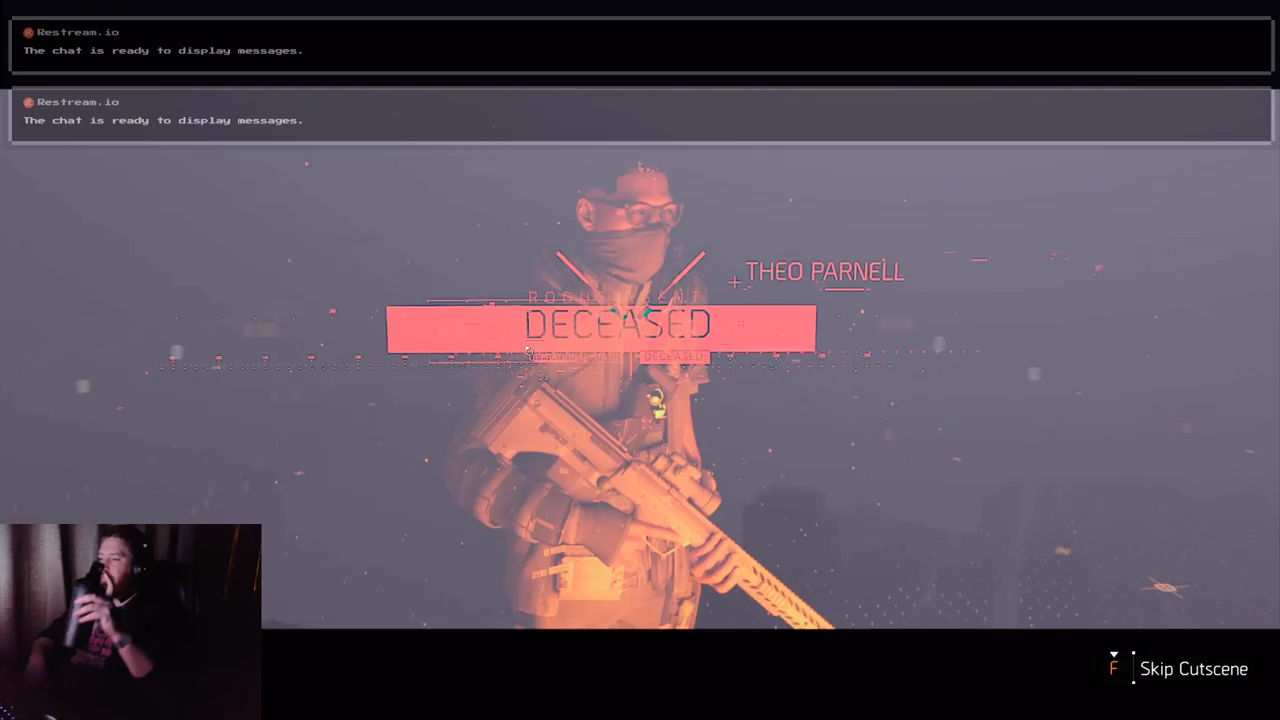 Restream.io
The chat is ready to display messages.
Restream.io
The chat is ready to display messages.
THEO PARNELL
DECEASED
DECEASED
F
Skip Cutscene